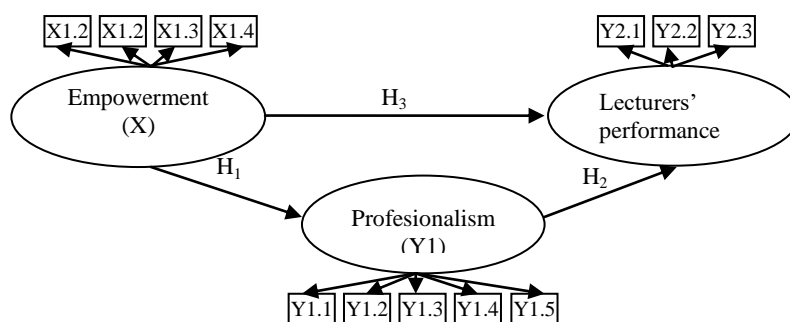 X1.2 X1.2 X1.3 X1.4
Y2.1 Y2.2 Y2.3
Empowerment
(X)
H3
Lecturers'
performance
H1
H2
Profesionalism
(Y1)
Y1.1 Y1.2 Y1.3 Y1.4 Y1.5